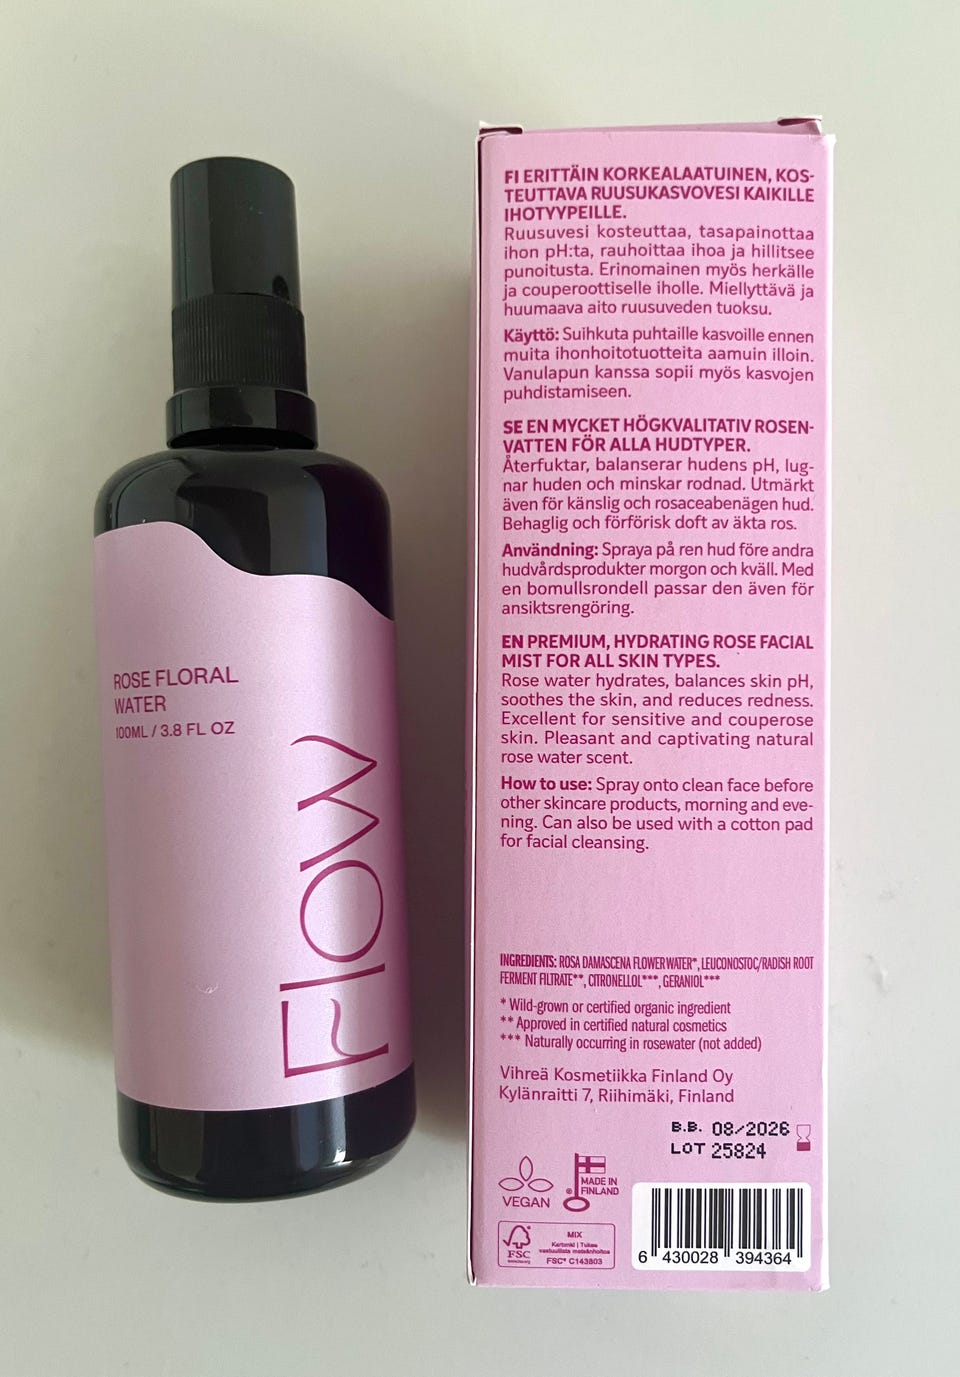 ROSE FLORAL
WATER
100ML / 3.8 FL OZ
Flow
FI ERITTÄIN KORKEALAATUINEN, KOS-
TEUTTAVA RUUSUKASVOVESI KAIKILLE
IHOTYYPEILLE.
Ruusuvesi kosteuttaa, tasapainottaa
ihon pH:ta, rauhoittaa ihoa ja hillitsee
punoitusta. Erinomainen myös herkälle
ja couperoottiselle iholle. Miellyttävä ja
huumaava aito ruusuveden tuoksu.
Käyttö: Suihkuta puhtaille kasvoille ennen
muita ihonhoitotuotteita aamuin illoin.
Vanulapun kanssa sopii myös kasvojen
puhdistamiseen.
SE EN MYCKET HÖGKVALITATIV ROSEN-
VATTEN FÖR ALLA HUDTYPER.
Återfuktar, balanserar hudens pH, lug-
nar huden och minskar rodnad. Utmärkt
även för känslig och rosaceabenägen hud.
Behaglig och förförisk doft av äkta ros.
Användning: Spraya på ren hud före andra
hudvårdsprodukter morgon och kväll. Med
en bomullsrondell passar den även för
ansiktsrengöring.
EN PREMIUM, HYDRATING ROSE FACIAL
MIST FOR ALL SKIN TYPES.
Rose water hydrates, balances skin pH,
soothes the skin, and reduces redness.
Excellent for sensitive and couperose
skin. Pleasant and captivating natural
rose water scent.
How to use: Spray onto clean face before
other skincare products, morning and eve-
ning. Can also be used with a cotton pad
for facial cleansing.
INGREDIENTS: ROSA DAMASCENA FLOWER WATER*, LEUCONOSTOC/RADISH ROOT
FERMENT FILTRATE**, CITRONELLOL***, GERANIOL***
* Wild-grown or certified organic ingredient
** Approved in certified natural cosmetics
*** Naturally occurring in rosewater (not added)
Vihreä Kosmetiikka Finland Oy
Kylänraitti 7, Riihimäki, Finland
B.B. 08/2026
LOT 25824
VEGAN
® MADE IN
FINLAND
FSC
www.fsc.org
MIX
Kartonki | Tukee
vastuullista metsänhoitoa
FSC® C143803
6 430028 394364